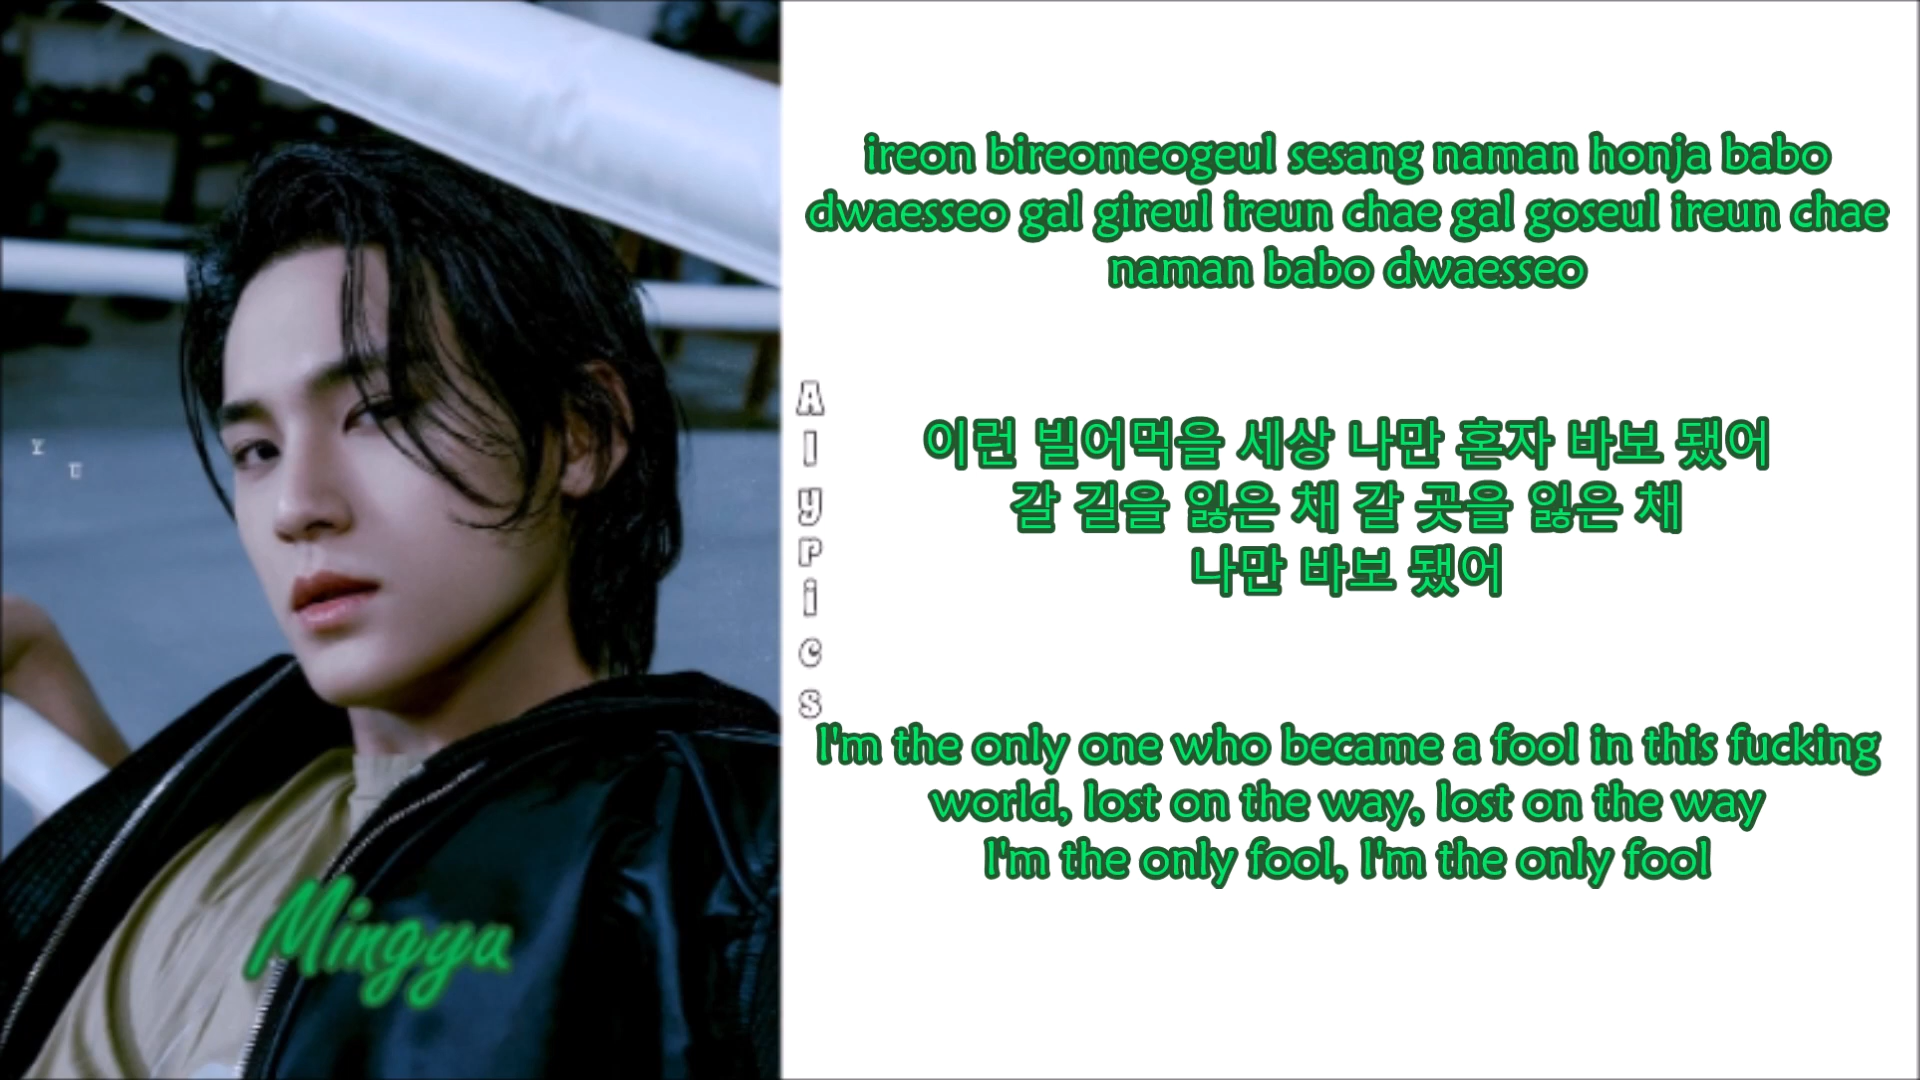 ireon bireomeogeul sesang naman honja babo
dwaesseo gal gireul ireun chae gal goseul ireun chae
naman babo dwaesseo
이런 빌어먹을 세상 나만 혼자 바보 됐어
갈 길을 잃은 채 갈 곳을 잃은 채
나만 바보 됐어
I'm the only one who became a fool in this fucking
world, lost on the way, lost on the way
I'm the only fool, I'm the only fool
Alyrics
Mingyu
Y
U